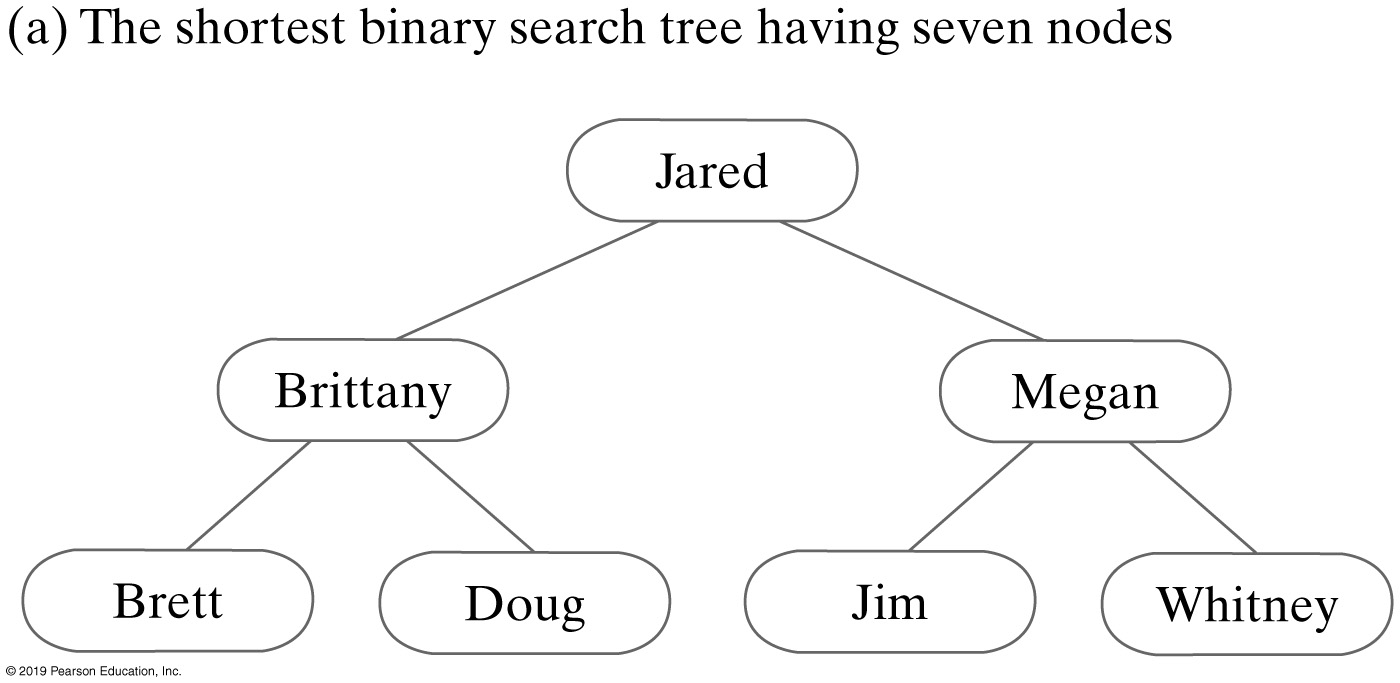 (a) The shortest binary search tree having seven nodes
Jared
Brittany
Megan
Brett
Doug
Jim
Whitney
© 2019 Pearson Education, Inc.